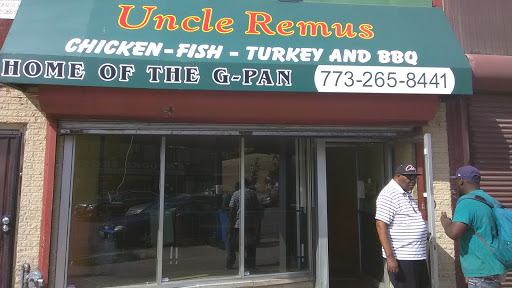 Uncle Remus
CHICKEN-FISH - TURKEY AND BBQ
HOME OF THE G-PAN 773-265-8441